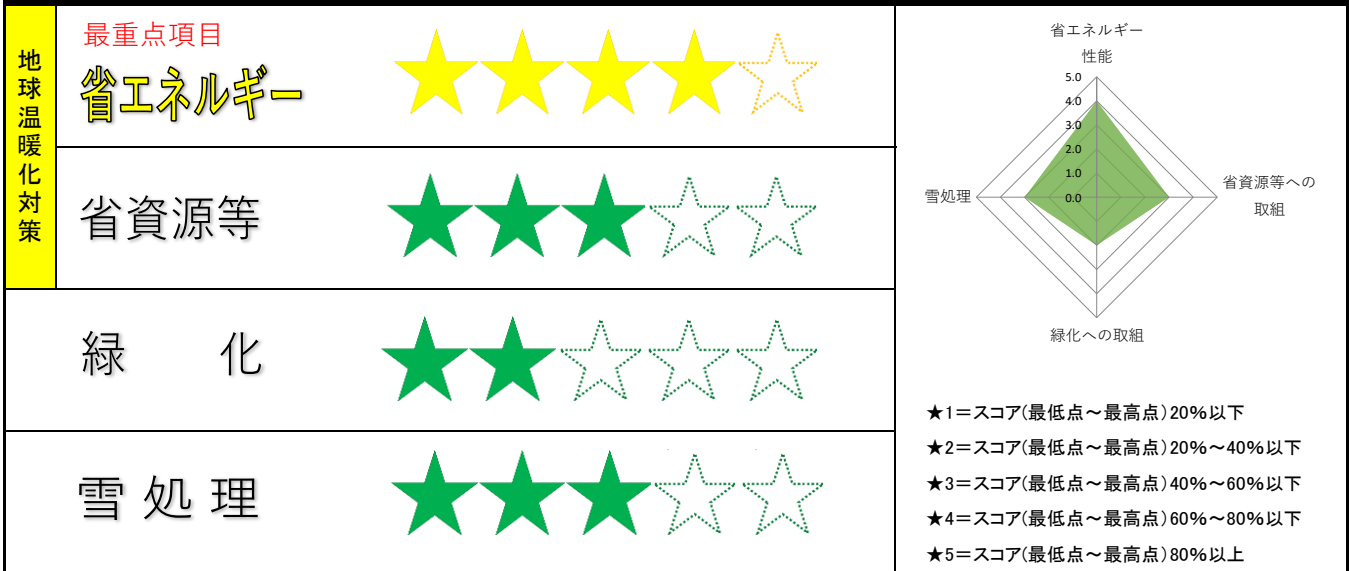 地球温暖化対策
最重点項目
省エネルギー
省資源等
緑　　化
雪処理
省エネルギー
性能
5.0
4.0
3.0
2.0
1.0
0.0
雪処理
省資源等への
取組
緑化への取組
★1＝スコア(最低点～最高点)20%以下
★2＝スコア(最低点～最高点)20%～40%以下
★3＝スコア(最低点～最高点)40%～60%以下
★4＝スコア(最低点～最高点)60%～80%以下
★5＝スコア(最低点～最高点)80%以上